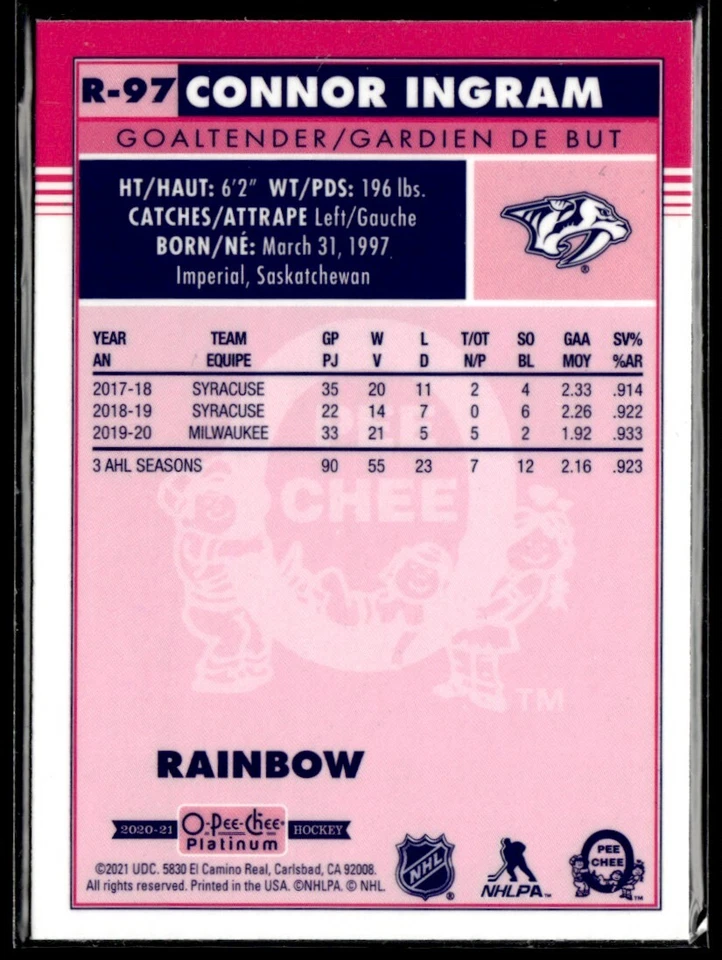 R-97 CONNOR INGRAM
GOALTENDER/GARDIEN DE BUT
HT/HAUT: 6'2" WT/PDS: 196 lbs.
CATCHES/ATTRAPE Left/Gauche
BORN/NÉ: March 31, 1997
Imperial, Saskatchewan
®
YEAR TEAM GP W L T/OT SO GAA SV%
AN EQUIPE PJ V D N/P BL MOY %AR
2017-18 SYRACUSE 35 20 11 2 4 2.33 .914
2018-19 SYRACUSE 22 14 7 0 6 2.26 .922
2019-20 MILWAUKEE 33 21 5 5 2 1.92 .933
3 AHL SEASONS 90 55 23 7 12 2.16 .923
PEE
CHEE
TM
RAINBOW
2020-21 O-Pee-Chee HOCKEY
Platinum
©2021 UDC. 5830 El Camino Real, Carlsbad, CA 92008.
All rights reserved. Printed in the USA. ©NHLPA. © NHL.
NHL ®
NHLPA™
PEE
CHEE
®